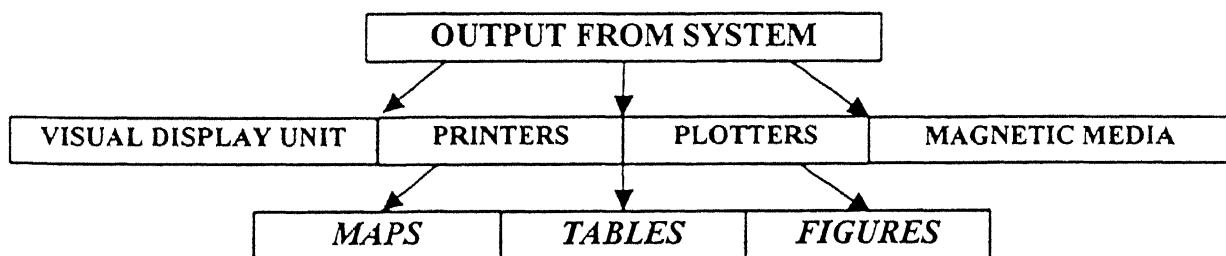 OUTPUT FROM SYSTEM
VISUAL DISPLAY UNIT PRINTERS PLOTTERS MAGNETIC MEDIA
MAPS TABLES FIGURES